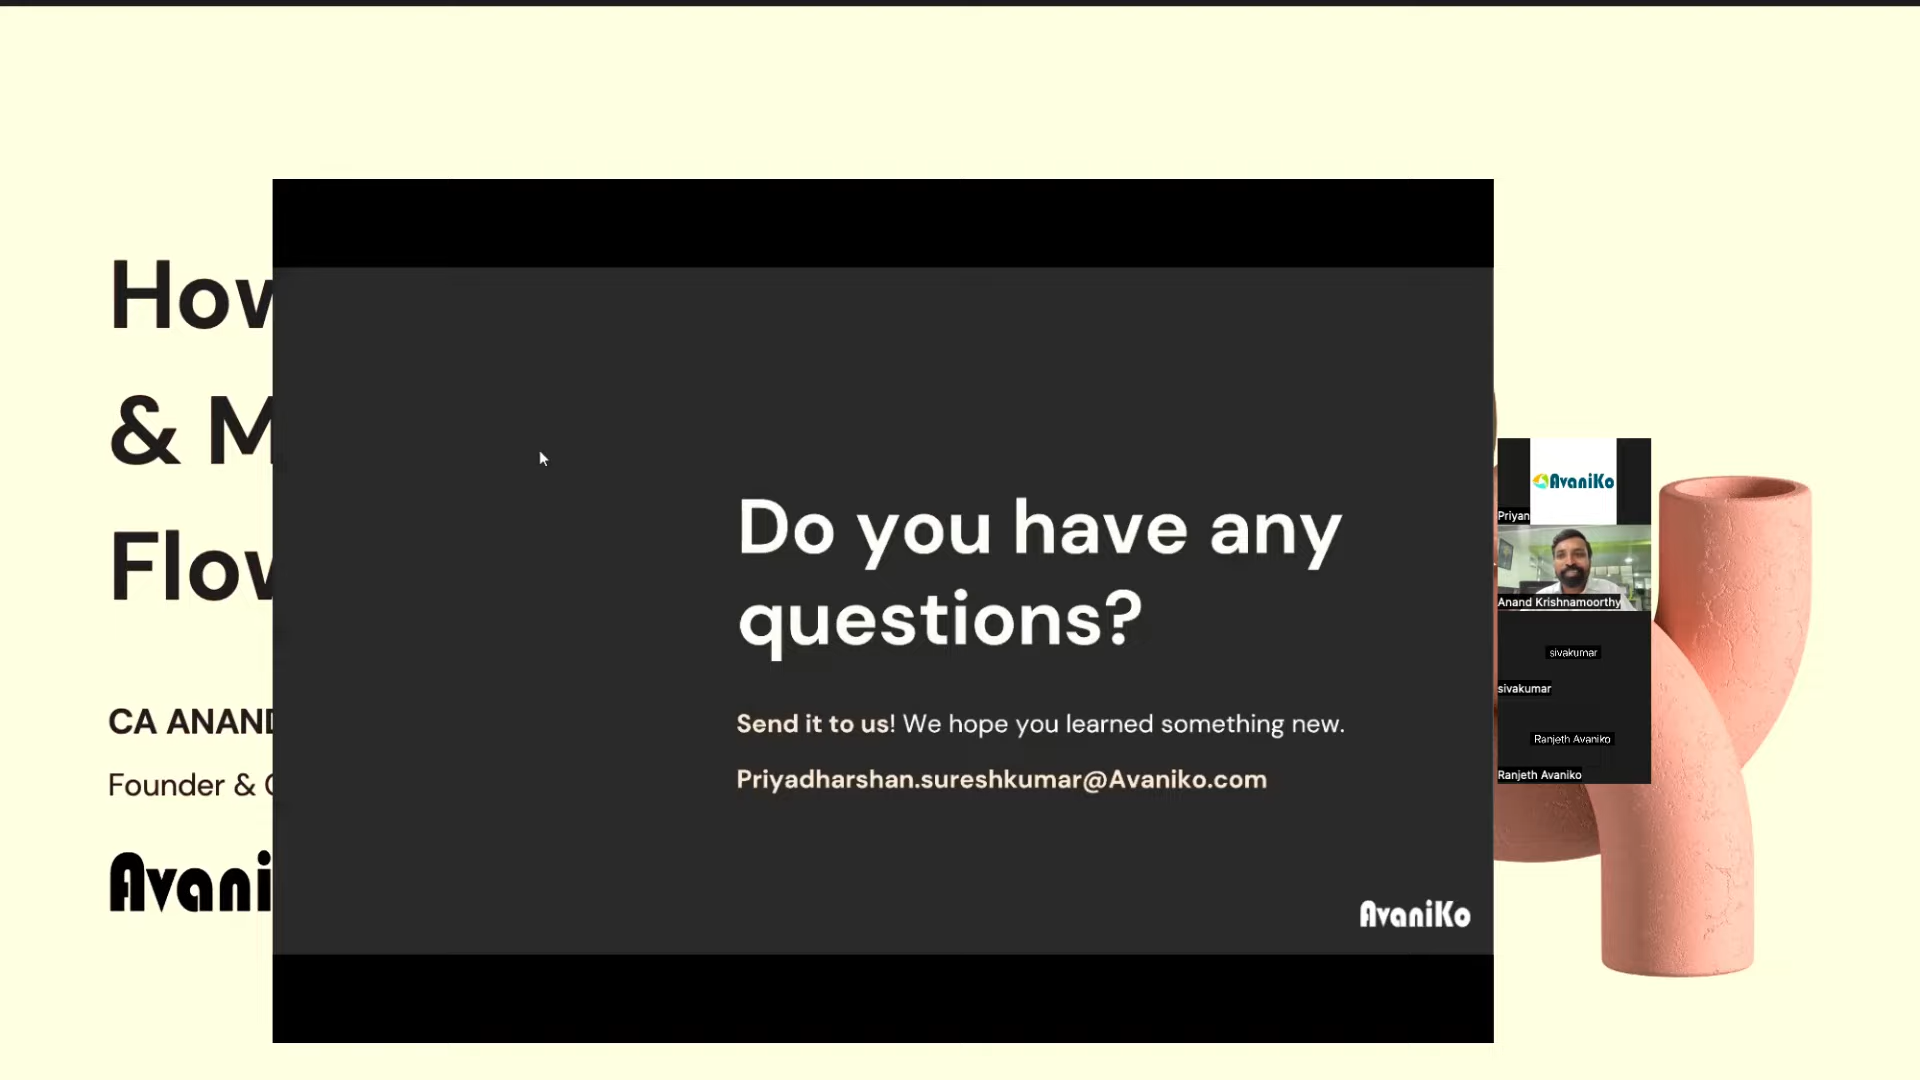 How
& M
Flow
CA ANAND
Founder &
Avani
Do you have any
questions?
Send it to us! We hope you learned something new.
Priyadharshan.sureshkumar@Avaniko.com
AvaniKo
AvaniKo
Priyan
Anand Krishnamoorthy
sivakumar
sivakumar
Ranjeth Avaniko
Ranjeth Avaniko